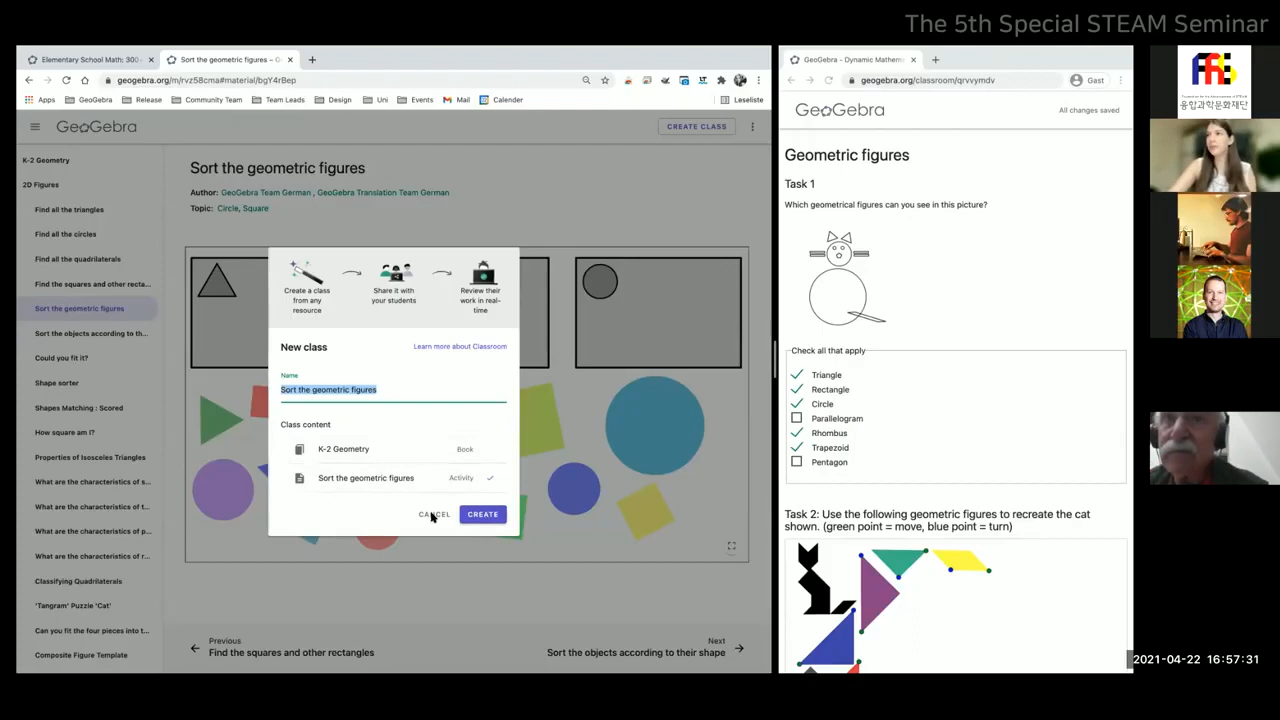 The 5th Special STEAM Seminar
Elementary School Math: 300
Sort the geometric figures – Ge
geogebra.org/m/rvz58cma#material/bgY4rBep
Apps
GeoGebra
Release
Community Team
Team Leads
Design
Uni
Events
Mail
Calender
Leseliste
GeoGebra
CREATE CLASS
K-2 Geometry
2D Figures
Find all the triangles
Find all the circles
Find all the quadrilaterals
Find the squares and other recta...
Sort the geometric figures
Sort the objects according to th...
Could you fit it?
Shape sorter
Shapes Matching : Scored
How square am I?
Properties of Isosceles Triangles
What are the characteristics of s...
What are the characteristics of t...
What are the characteristics of p...
What are the characteristics of r...
Classifying Quadrilaterals
'Tangram' Puzzle 'Cat'
Can you fit the four pieces into t...
Composite Figure Template
Sort the geometric figures
Author: GeoGebra Team German , GeoGebra Translation Team German
Topic: Circle, Square
Create a class
from any
resource
Share it with
your students
Review their
work in real-
time
New class
Learn more about Classroom
Name
Sort the geometric figures
Class content
K-2 Geometry
Book
Sort the geometric figures
Activity
CANCEL
CREATE
Previous
Find the squares and other rectangles
Next
Sort the objects according to their shape
GeoGebra - Dynamic Mathema
geogebra.org/classroom/qrvvymdv
Gast
GeoGebra
All changes saved
Geometric figures
Task 1
Which geometrical figures can you see in this picture?
Check all that apply
Triangle
Rectangle
Circle
Parallelogram
Rhombus
Trapezoid
Pentagon
Task 2: Use the following geometric figures to recreate the cat
shown. (green point = move, blue point = turn)
융합과학문화재단
2021-04-22 16:57:31